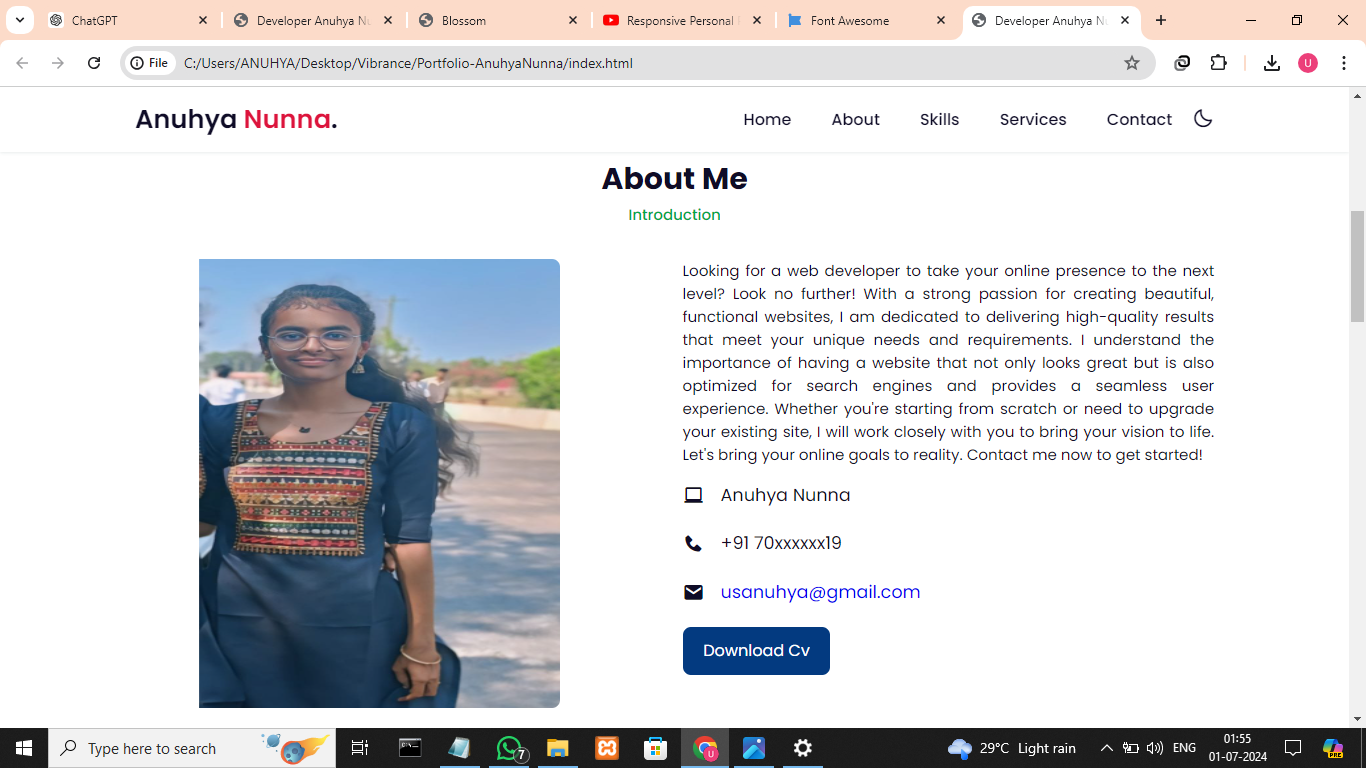 ChatGPT
Developer Anuhya Nu
Blossom
Responsive Personal
Font Awesome
Developer Anuhya Nu
File
C:/Users/ANUHYA/Desktop/Vibrance/Portfolio-AnuhyaNunna/index.html
U
Anuhya Nunna.
Home
About
Skills
Services
Contact
About Me
Introduction
Looking for a web developer to take your online presence to the next
level? Look no further! With a strong passion for creating beautiful,
functional websites, I am dedicated to delivering high-quality results
that meet your unique needs and requirements. I understand the
importance of having a website that not only looks great but is also
optimized for search engines and provides a seamless user
experience. Whether you're starting from scratch or need to upgrade
your existing site, I will work closely with you to bring your vision to life.
Let's bring your online goals to reality. Contact me now to get started!
Anuhya Nunna
+91 70xxxxxx19
usanuhya@gmail.com
Download Cv
Type here to search
7
U
29°C Light rain
ENG
01:55
01-07-2024
PRE